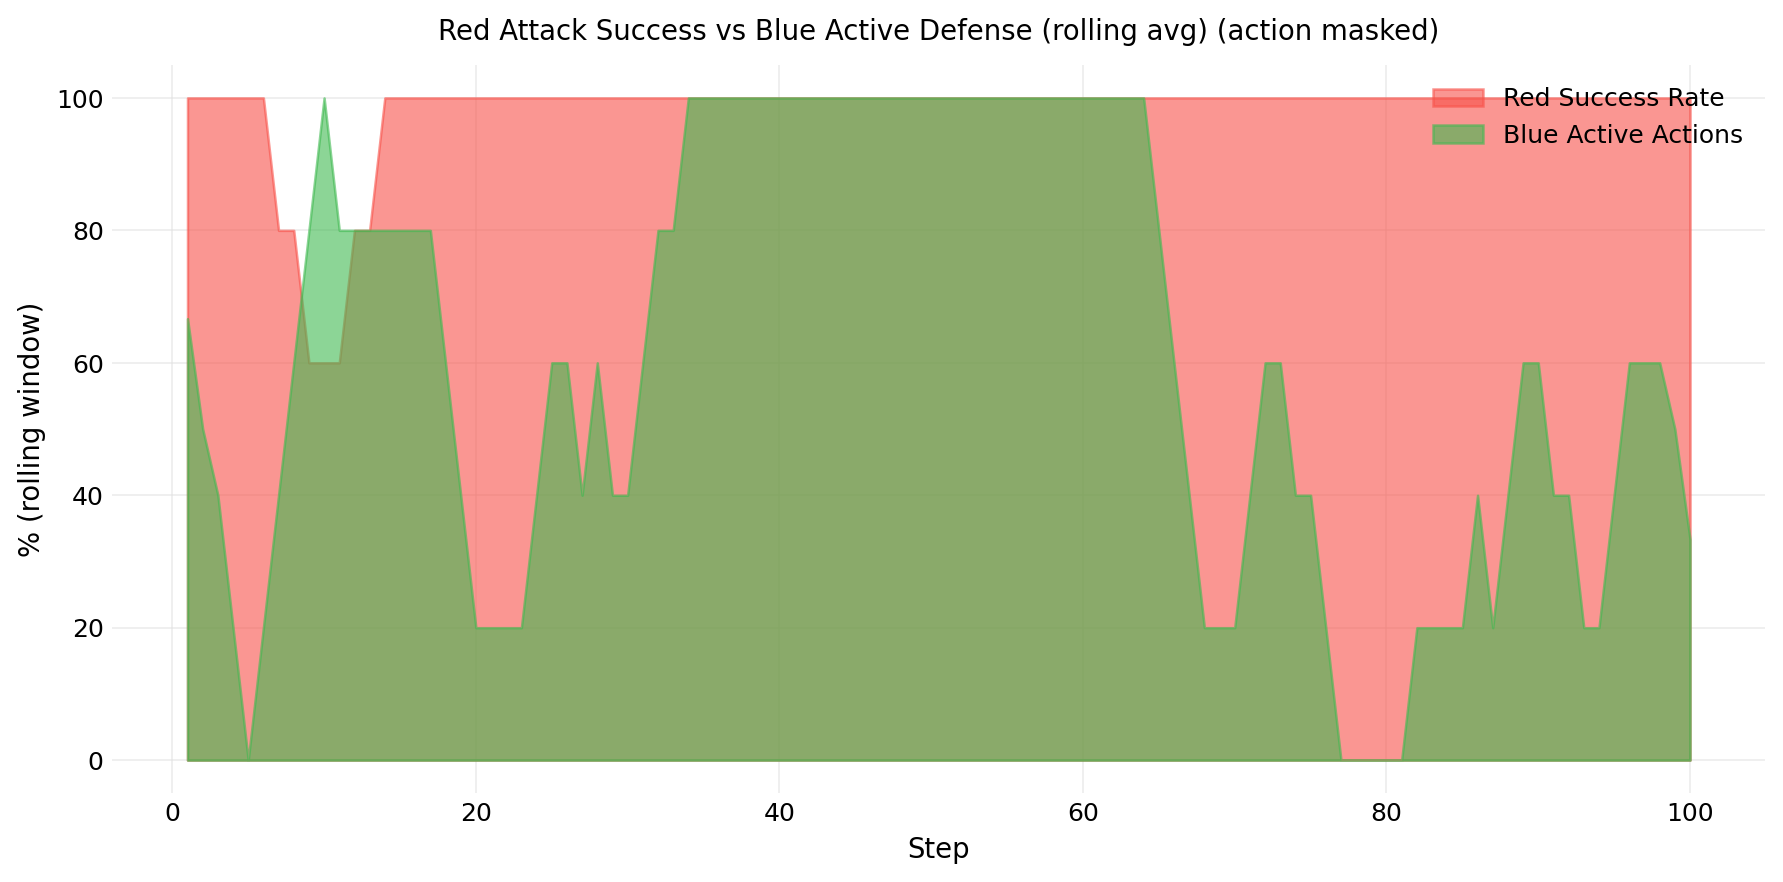 Red Attack Success vs Blue Active Defense (rolling avg) (action masked)
Red Success Rate
Blue Active Actions
% (rolling window)
100
80
60
40
20
0
0 20 40 60 80 100
Step